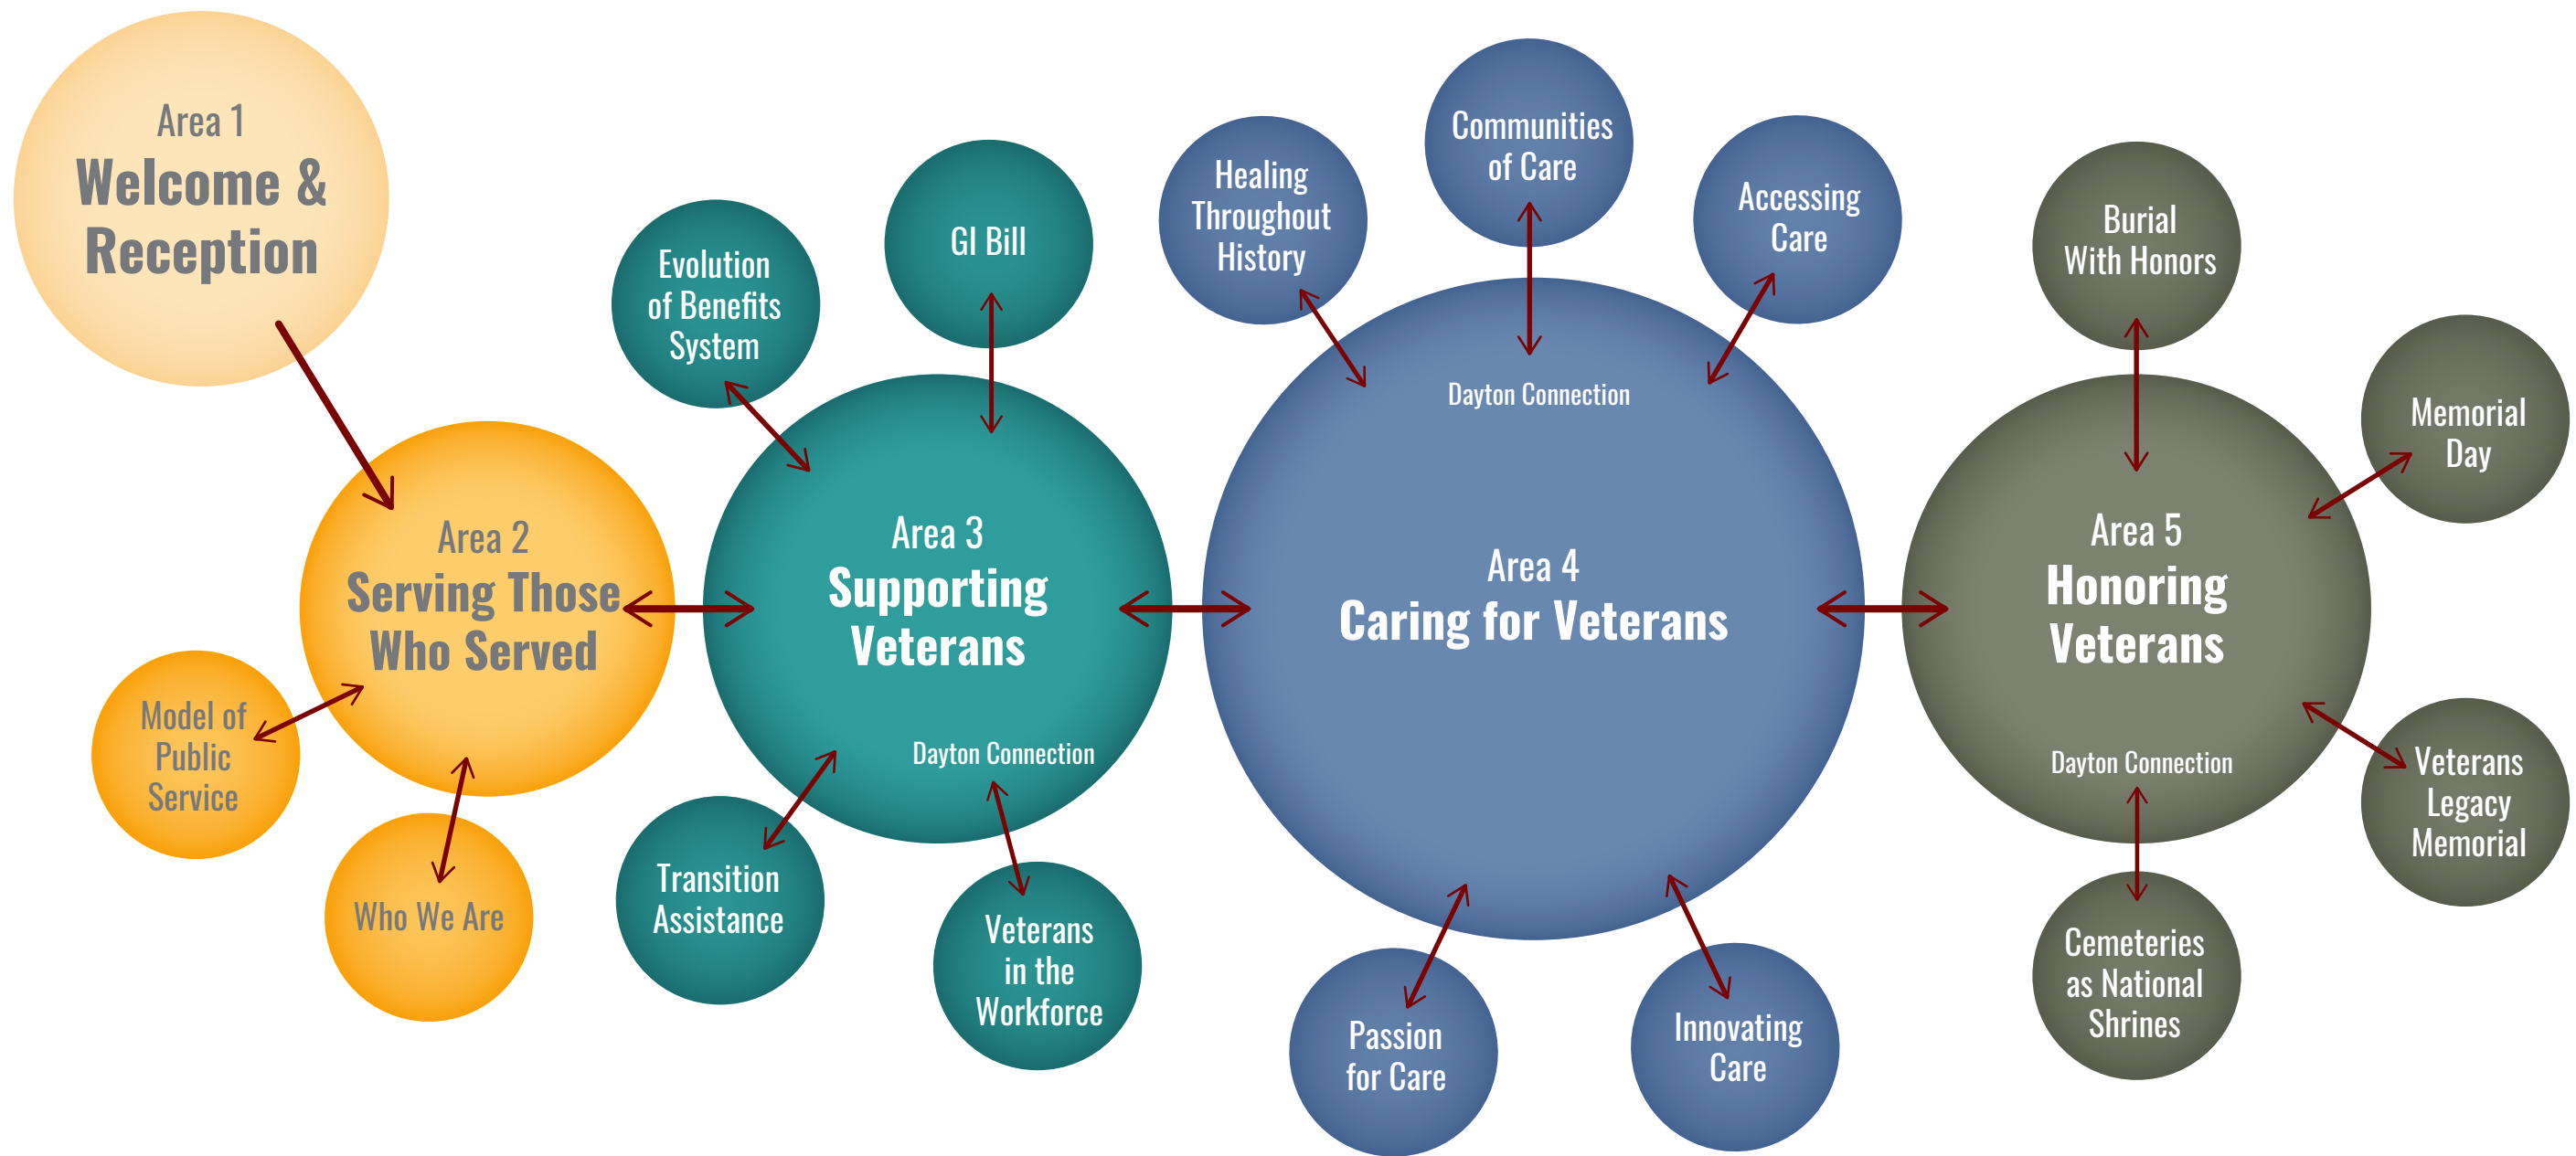 Area 1
Welcome &
Reception
Area 2
Serving Those
Who Served
Model of
Public
Service
Who We Are
Evolution
of Benefits
System
GI Bill
Area 3
Supporting
Veterans
Dayton Connection
Transition
Assistance
Veterans
in the
Workforce
Healing
Throughout
History
Communities
of Care
Accessing
Care
Dayton Connection
Area 4
Caring for Veterans
Passion
for Care
Innovating
Care
Burial
With Honors
Memorial
Day
Area 5
Honoring
Veterans
Dayton Connection
Veterans
Legacy
Memorial
Cemeteries
as National
Shrines